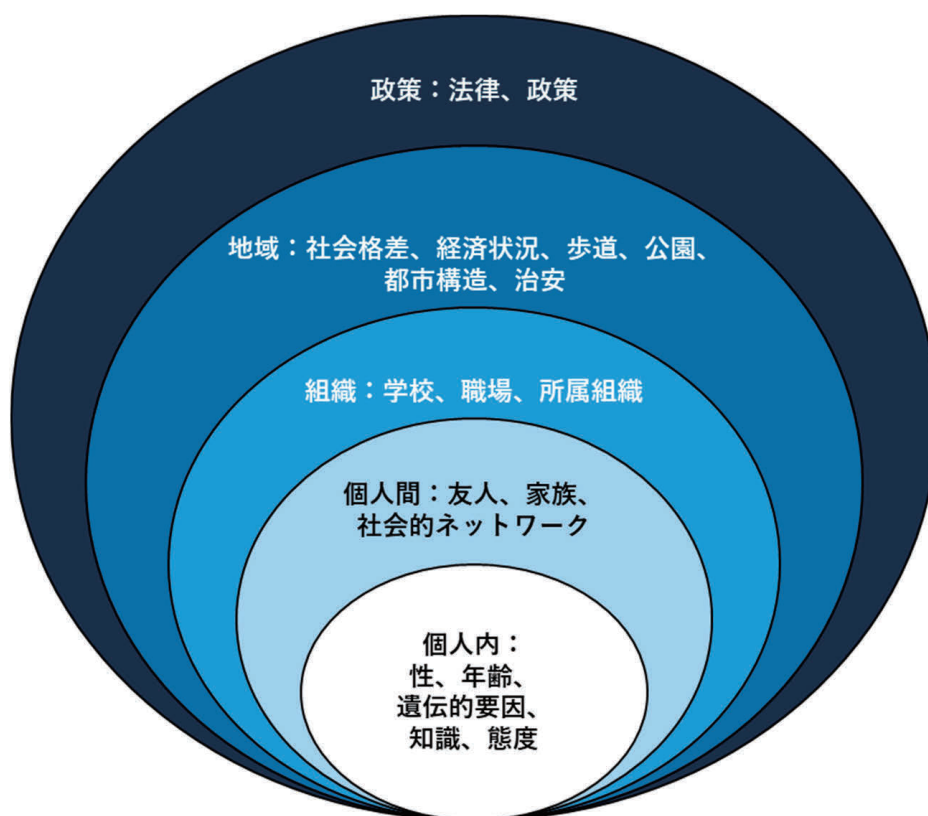 政策：法律、政策
地域：社会格差、経済状況、歩道、公園、
都市構造、治安
組織：学校、職場、所属組織
個人間：友人、家族、
社会的ネットワーク
個人内：
性、年齢、
遺伝的要因、
知識、態度